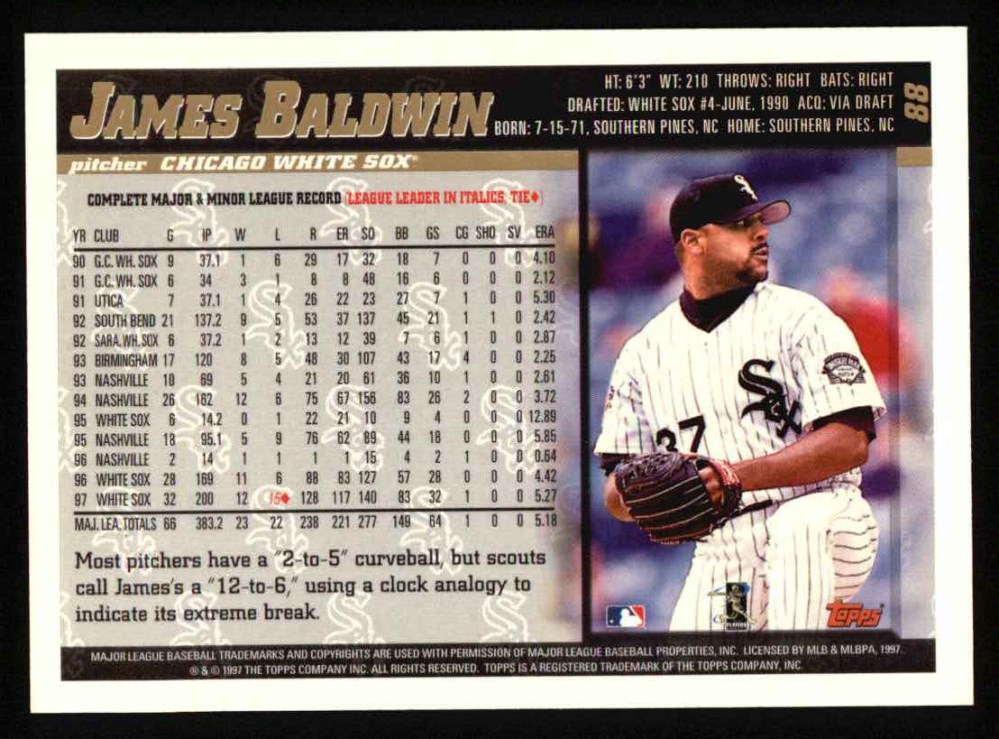 JAMES BALDWIN
HT: 6'3" WT: 210 THROWS: RIGHT BATS: RIGHT
DRAFTED: WHITE SOX #4-JUNE, 1990 ACQ: VIA DRAFT
BORN: 7-15-71, SOUTHERN PINES, NC HOME: SOUTHERN PINES, NC
88
pitcher CHICAGO WHITE SOX
COMPLETE MAJOR & MINOR LEAGUE RECORD (LEAGUE LEADER IN ITALICS, TIE♦)
YR CLUB G IP W L R ER SO BB GS CG SHO SV ERA
90 G.C. WH. SOX 9 37.1 1 6 29 17 32 18 7 0 0 0 4.10
91 G.C. WH. SOX 6 34 3 1 8 8 48 16 6 0 0 0 2.12
91 UTICA 7 37.1 1 4 26 22 23 27 7 1 0 0 5.30
92 SOUTH BEND 21 137.2 9 5 53 37 137 45 21 1 1 0 2.42
92 SARA. WH. SOX 6 37.2 1 2 13 12 39 6 1 0 0 2.87
93 BIRMINGHAM 17 120 8 5 48 30 107 43 17 4 0 0 2.25
93 NASHVILLE 10 69 5 4 21 20 61 36 10 1 0 0 2.61
94 NASHVILLE 26 162 12 6 75 67 156 83 26 2 0 0 3.72
95 WHITE SOX 6 14.2 0 1 22 21 10 9 4 0 0 0 12.89
95 NASHVILLE 18 95.1 5 9 76 62 89 44 18 0 0 0 5.85
96 NASHVILLE 2 14 1 1 1 1 15 4 2 1 0 0 0.64
96 WHITE SOX 28 169 11 6 88 83 127 57 28 0 0 0 4.42
97 WHITE SOX 32 200 12 15♦ 128 117 140 83 32 1 0 0 5.27
MAJ. LEA. TOTALS 66 383.2 23 22 238 221 277 149 64 1 0 0 5.18
Most pitchers have a "2-to-5" curveball, but scouts
call James's a "12-to-6," using a clock analogy to
indicate its extreme break.
Sox
Sox
37
Topps
MAJOR LEAGUE BASEBALL TRADEMARKS AND COPYRIGHTS ARE USED WITH PERMISSION OF MAJOR LEAGUE BASEBALL PROPERTIES, INC. LICENSED BY MLB & MLBPA, 1997.
® & © 1997 THE TOPPS COMPANY, INC. ALL RIGHTS RESERVED. TOPPS IS A REGISTERED TRADEMARK OF THE TOPPS COMPANY, INC.